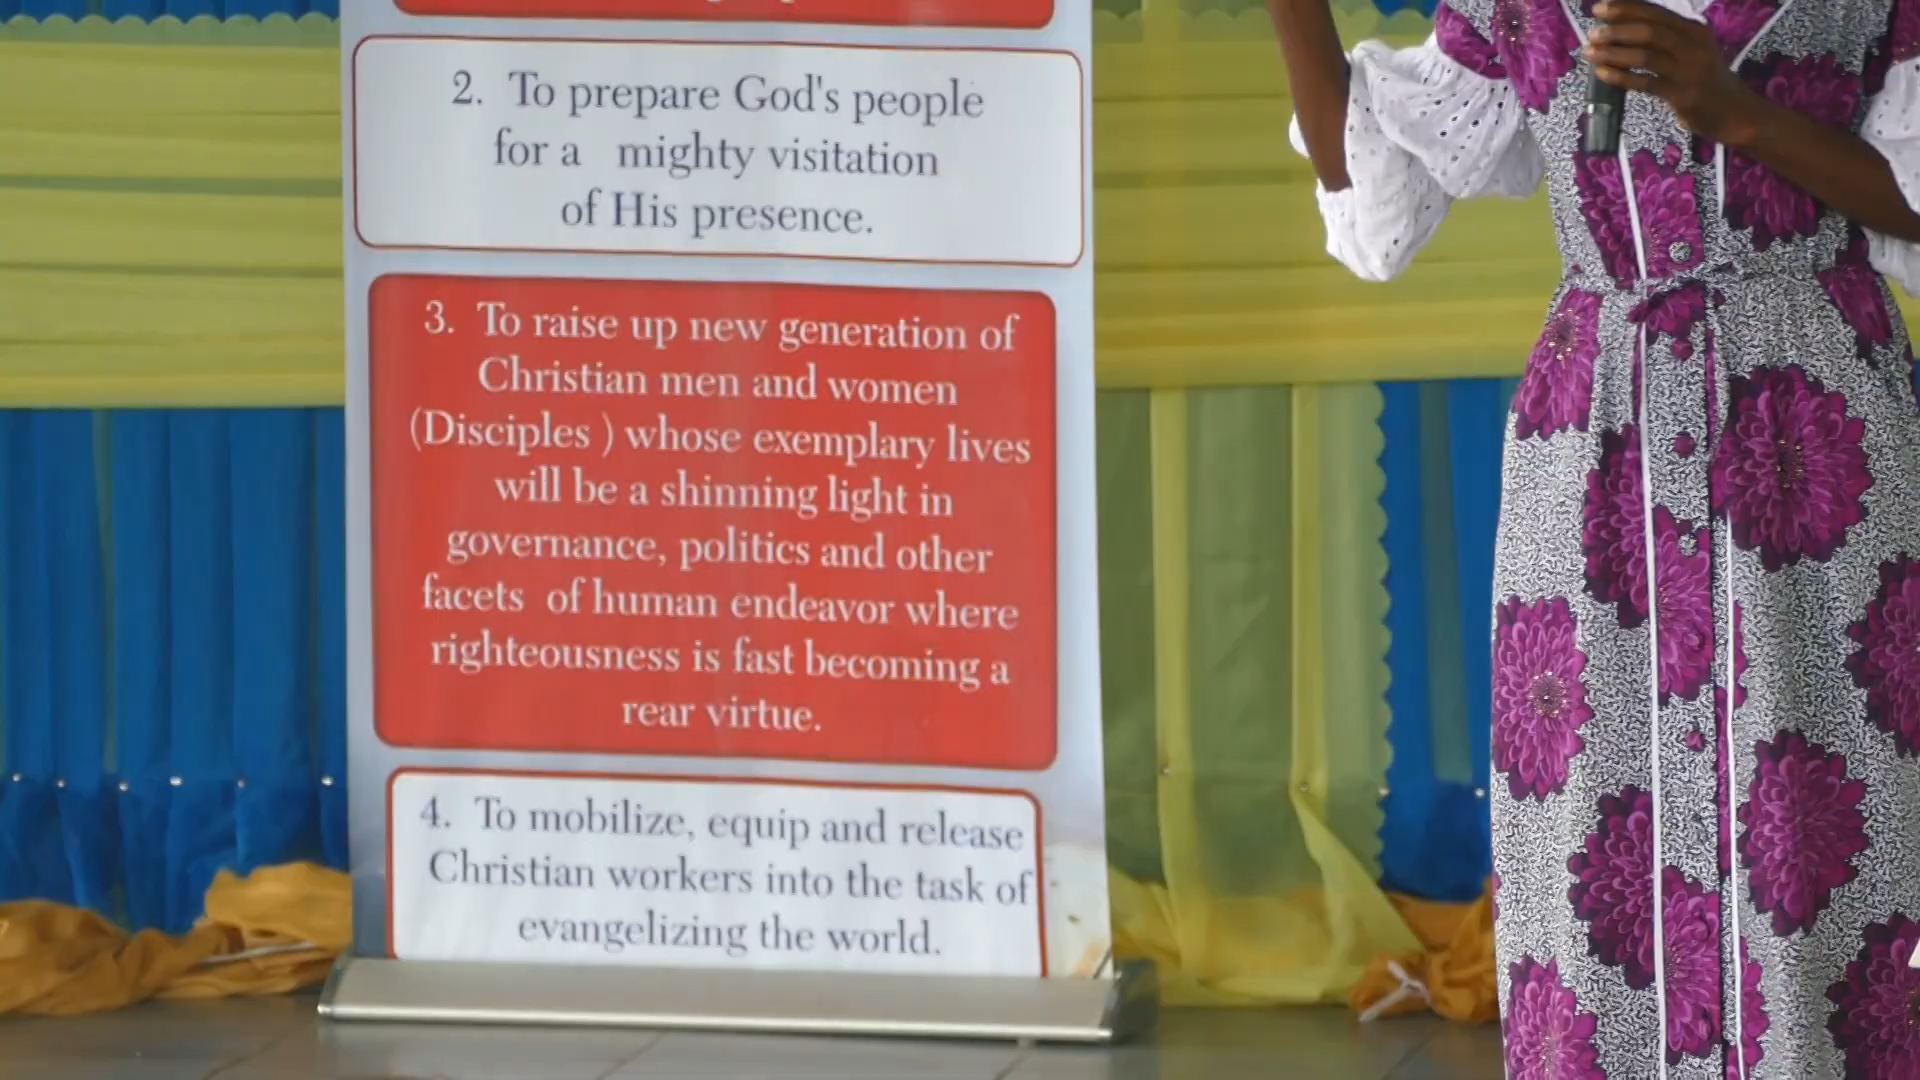 2. To prepare God's people
for a mighty visitation
of His presence.
3. To raise up new generation of
Christian men and women
(Disciples ) whose exemplary lives
will be a shinning light in
governance, politics and other
facets of human endeavor where
righteousness is fast becoming a
rear virtue.
4. To mobilize, equip and release
Christian workers into the task of
evangelizing the world.